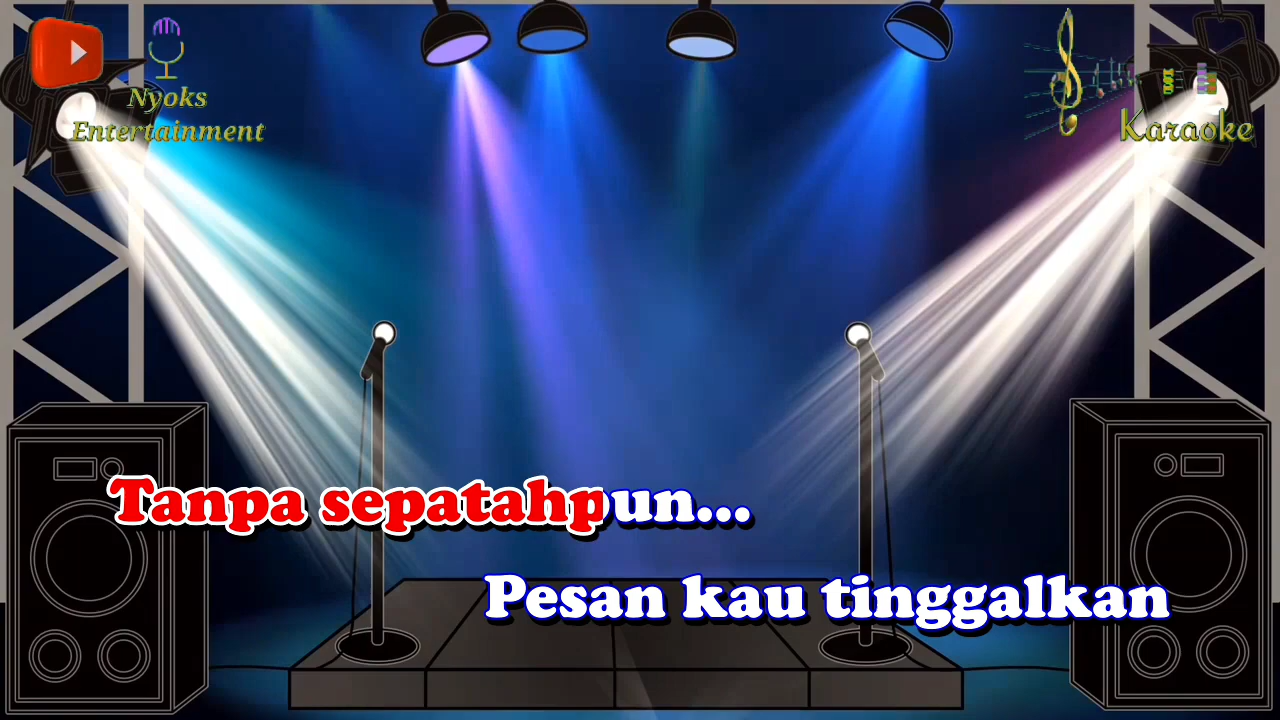 Nyoks
Entertainment
Karaoke
Tanpa sepatahpun...
Pesan kau tinggalkan